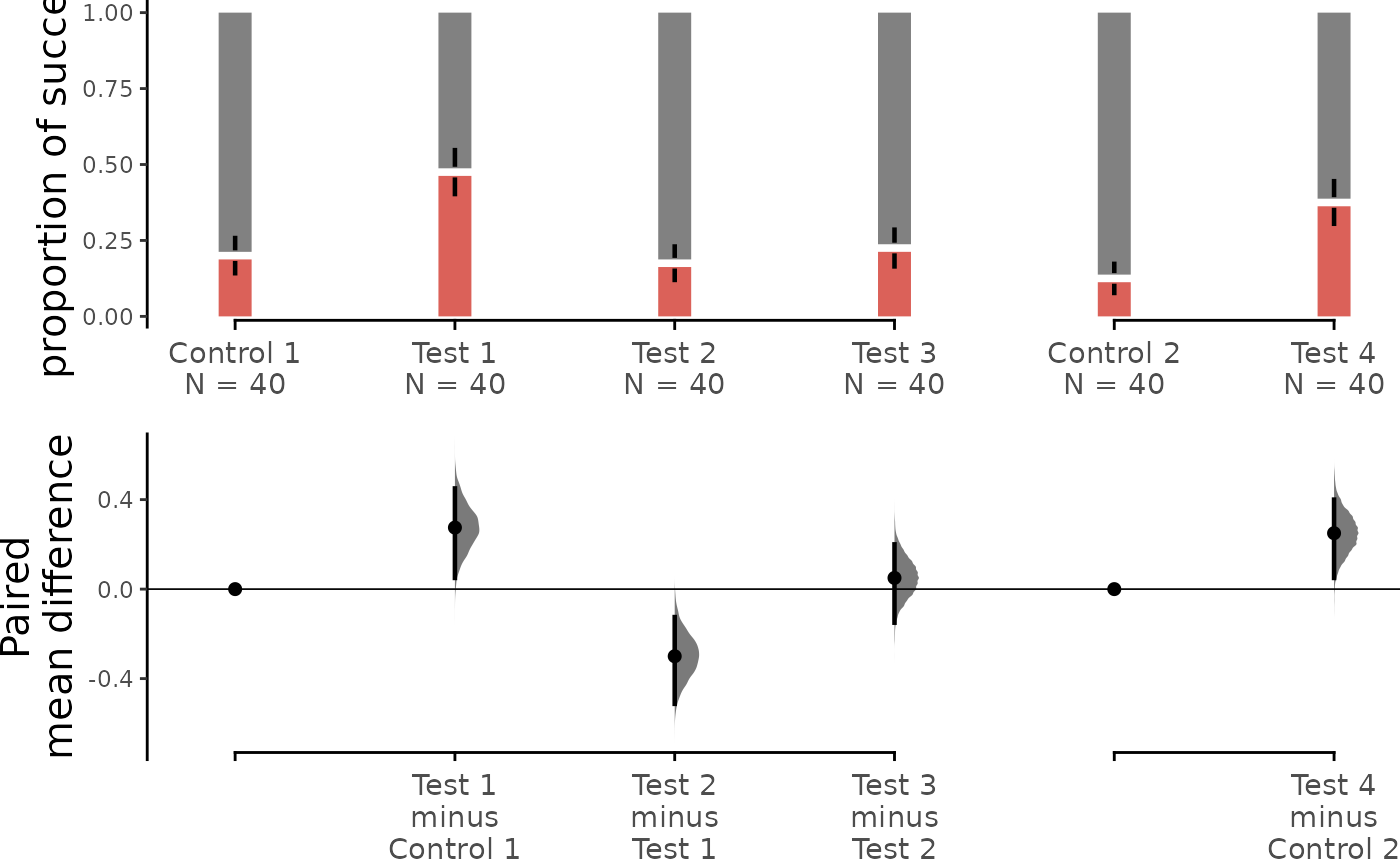 proportion of succe
1.00
0.75
0.50
0.25
0.00
Control 1
N = 40
Test 1
N = 40
Test 2
N = 40
Test 3
N = 40
Control 2
N = 40
Test 4
N = 40
Paired
mean difference
0.4
0.0
-0.4
Test 1
minus
Control 1
Test 2
minus
Test 1
Test 3
minus
Test 2
Test 4
minus
Control 2